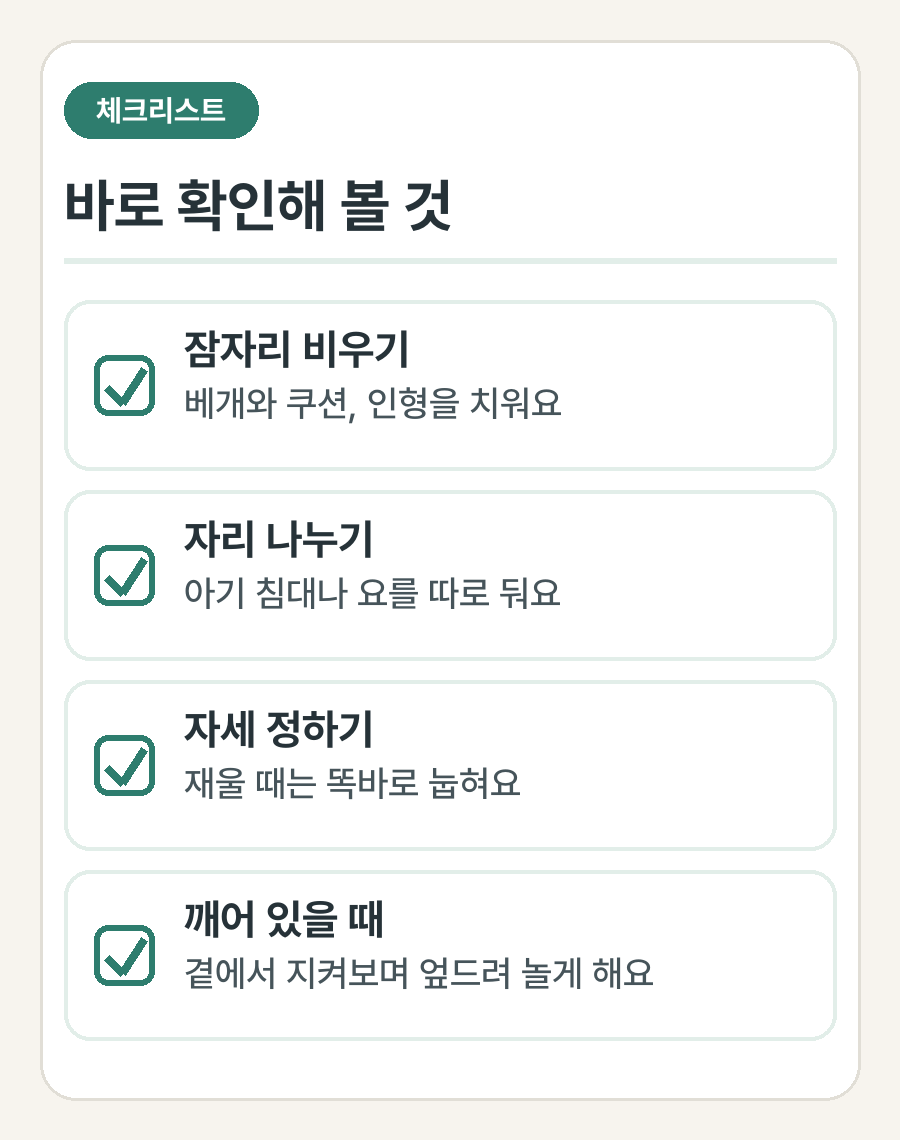 체크리스트
바로 확인해 볼 것
잠자리 비우기
베개와 쿠션, 인형을 치워요
자리 나누기
아기 침대나 요를 따로 둬요
자세 정하기
재울 때는 똑바로 눕혀요
깨어 있을 때
곁에서 지켜보며 엎드려 놀게 해요